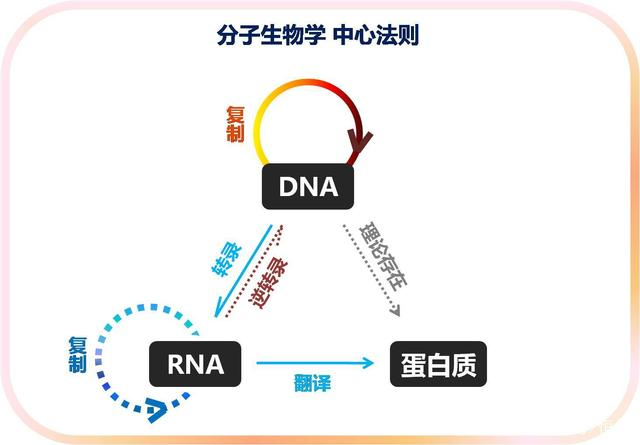 分子生物学 中心法则
复制
DNA
转录
逆转录
理论存在
复制
RNA
翻译
蛋白质